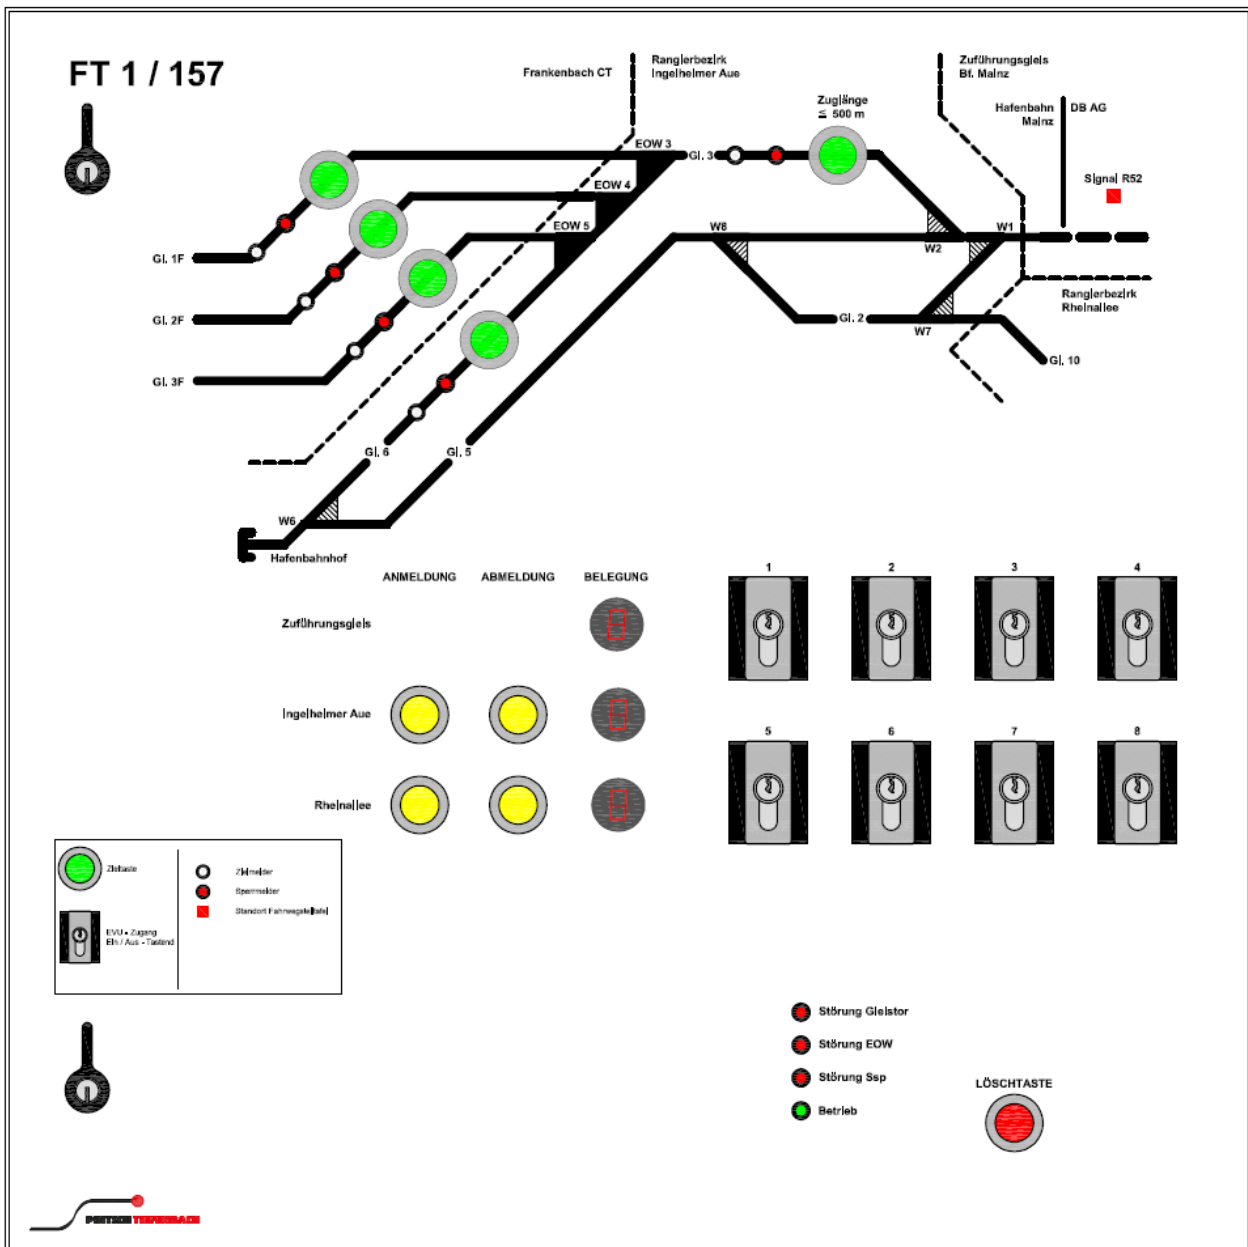 FT 1 / 157
Frankenbach CT
Rangierbezirk
Ingelheimer Aue
Zuglänge
≤ 500 m
Zuführungsgleis
Bf. Mainz
Hafenbahn
Mainz
DB AG
Signal R52
EOW 3
Gl. 3
EOW 4
EOW 5
W8
W2
W1
Gl. 1F
Gl. 2F
Gl. 3F
Rangierbezirk
Rheinallee
Gl. 2
W7
Gl. 10
Gl. 6
Gl. 5
W6
Hafenbahnhof
ANMELDUNG
ABMELDUNG
BELEGUNG
Zuführungsgleis
Ingelheimer Aue
Rheinallee
1
2
3
4
5
6
7
8
Zieltaste
EVU - Zugang
Ein / Aus - Tastend
Zielmelder
Sperrmelder
Standort Fahrwegstelltafel
Störung Gleistor
Störung EOW
Störung Ssp
Betrieb
LÖSCHTASTE
PINTSCH TIEFENBACH